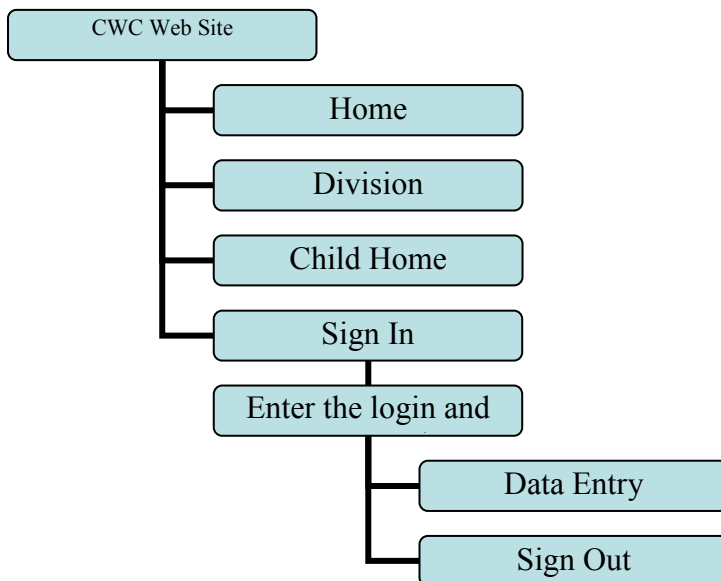 CWC Web Site
Home
Division
Child Home
Sign In
Enter the login and
Data Entry
Sign Out